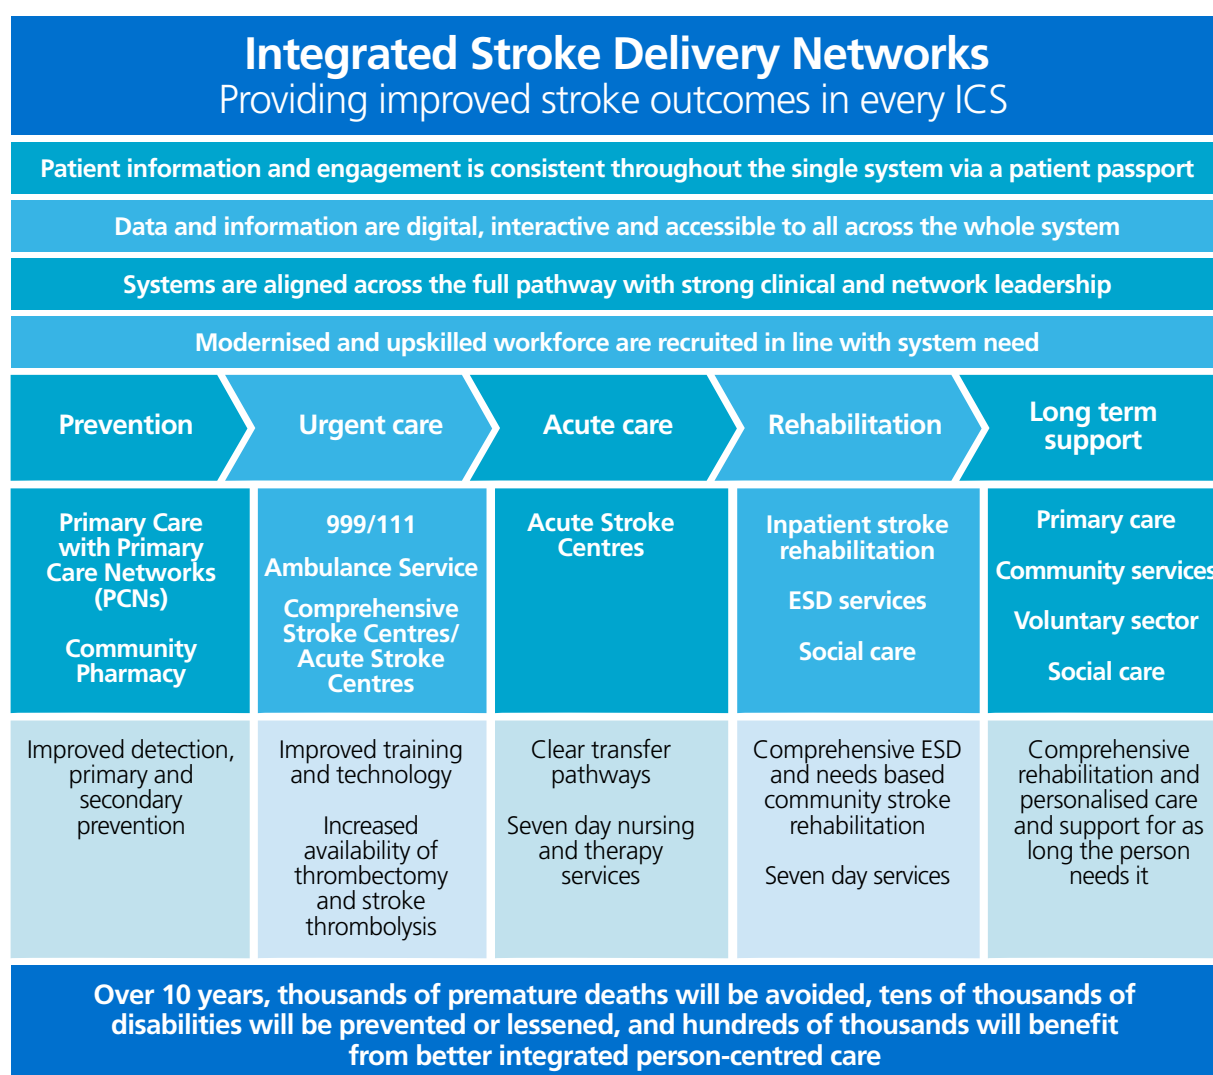 Integrated Stroke Delivery Networks
Providing improved stroke outcomes in every ICS
Patient information and engagement is consistent throughout the single system via a patient passport
Data and information are digital, interactive and accessible to all across the whole system
Systems are aligned across the full pathway with strong clinical and network leadership
Modernised and upskilled workforce are recruited in line with system need
Prevention
Urgent care
Acute care
Rehabilitation
Long term
support
Primary Care
with Primary
Care Networks
(PCNs)
Community
Pharmacy
999/111
Ambulance Service
Comprehensive
Stroke Centres/
Acute Stroke
Centres
Acute Stroke
Centres
Inpatient stroke
rehabilitation
ESD services
Social care
Primary care
Community services
Voluntary sector
Social care
Improved detection,
primary and
secondary
prevention
Improved training
and technology
Increased
availability of
thrombectomy
and stroke
thrombolysis
Clear transfer
pathways
Seven day nursing
and therapy
services
Comprehensive ESD
and needs based
community stroke
rehabilitation
Seven day services
Comprehensive
rehabilitation and
personalised care
and support for as
long the person
needs it
Over 10 years, thousands of premature deaths will be avoided, tens of thousands of
disabilities will be prevented or lessened, and hundreds of thousands will benefit
from better integrated person-centred care